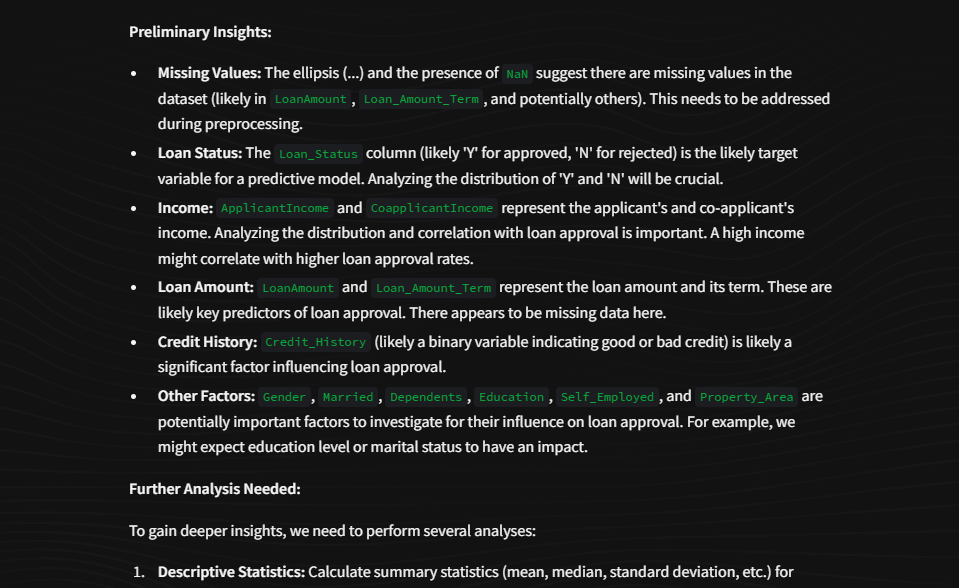 Preliminary Insights:
• Missing Values: The ellipsis (...) and the presence of NaN suggest there are missing values in the
dataset (likely in LoanAmount , Loan_Amount_Term , and potentially others). This needs to be addressed
during preprocessing.
• Loan Status: The Loan_Status column (likely 'Y' for approved, 'N' for rejected) is the likely target
variable for a predictive model. Analyzing the distribution of 'Y' and 'N' will be crucial.
• Income: ApplicantIncome and CoapplicantIncome represent the applicant's and co-applicant's
income. Analyzing the distribution and correlation with loan approval is important. A high income
might correlate with higher loan approval rates.
• Loan Amount: LoanAmount and Loan_Amount_Term represent the loan amount and its term. These are
likely key predictors of loan approval. There appears to be missing data here.
• Credit History: Credit_History (likely a binary variable indicating good or bad credit) is likely a
significant factor influencing loan approval.
• Other Factors: Gender , Married , Dependents , Education , Self_Employed , and Property_Area are
potentially important factors to investigate for their influence on loan approval. For example, we
might expect education level or marital status to have an impact.
Further Analysis Needed:
To gain deeper insights, we need to perform several analyses:
1. Descriptive Statistics: Calculate summary statistics (mean, median, standard deviation, etc.) for